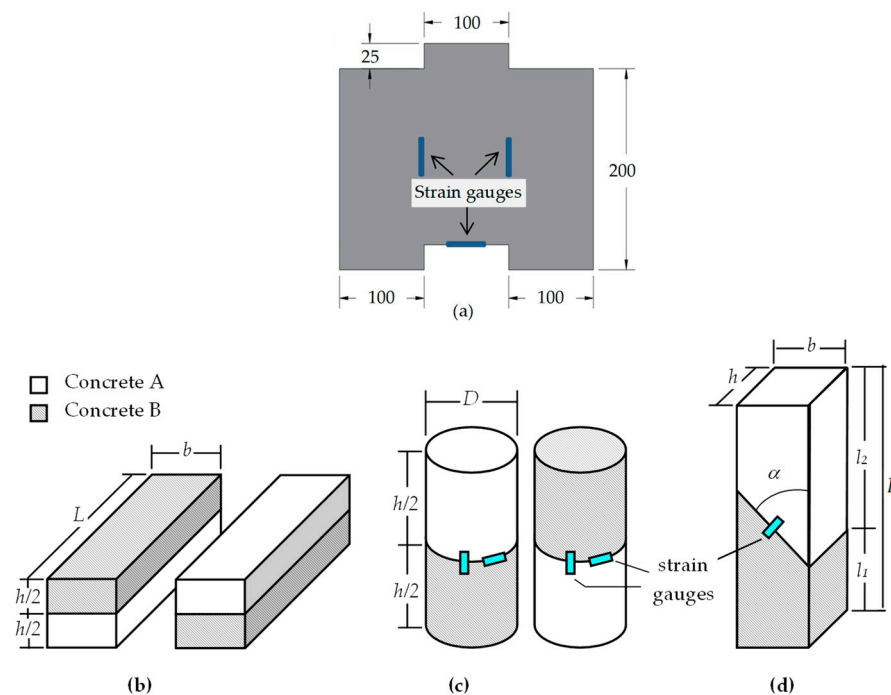 100
25
200
Strain gauges
100
100
(a)
Concrete A
Concrete B
b
L
h/2
h/2
D
h/2
h/2
strain
gauges
b
h
α
l2
l1
(b)
(c)
(d)